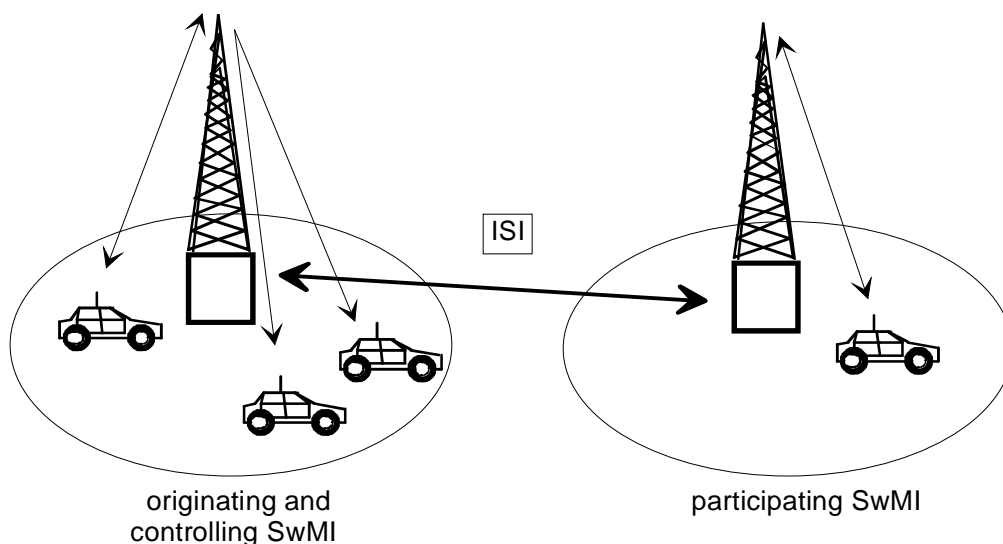 ISI
originating and
controlling SwMI
participating SwMI